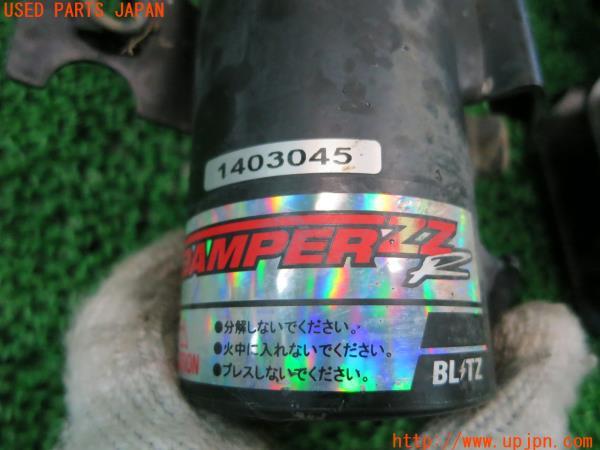 USED PARTS JAPAN
1403045
DAMPER ZZ R
●分解しないでください。
●火中に入れないでください。
●プレスしないでください。
BLITZ
http://www.upjpn.com/